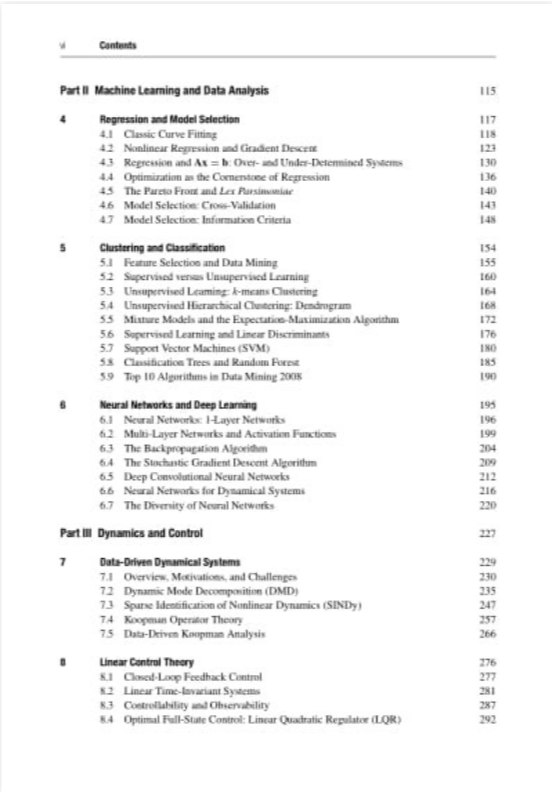 vi Contents
Part II Machine Learning and Data Analysis 115
4 Regression and Model Selection 117
4.1 Classic Curve Fitting 118
4.2 Nonlinear Regression and Gradient Descent 123
4.3 Regression and Ax = b: Over- and Under-Determined Systems 130
4.4 Optimization as the Cornerstone of Regression 136
4.5 The Pareto Front and Lex Parsimoniae 140
4.6 Model Selection: Cross-Validation 143
4.7 Model Selection: Information Criteria 148
5 Clustering and Classification 154
5.1 Feature Selection and Data Mining 155
5.2 Supervised versus Unsupervised Learning 160
5.3 Unsupervised Learning: k-means Clustering 164
5.4 Unsupervised Hierarchical Clustering: Dendrogram 168
5.5 Mixture Models and the Expectation-Maximization Algorithm 172
5.6 Supervised Learning and Linear Discriminants 176
5.7 Support Vector Machines (SVM) 180
5.8 Classification Trees and Random Forest 185
5.9 Top 10 Algorithms in Data Mining 2008 190
6 Neural Networks and Deep Learning 195
6.1 Neural Networks: 1-Layer Networks 196
6.2 Multi-Layer Networks and Activation Functions 199
6.3 The Backpropagation Algorithm 204
6.4 The Stochastic Gradient Descent Algorithm 209
6.5 Deep Convolutional Neural Networks 212
6.6 Neural Networks for Dynamical Systems 216
6.7 The Diversity of Neural Networks 220
Part III Dynamics and Control 227
7 Data-Driven Dynamical Systems 229
7.1 Overview, Motivations, and Challenges 230
7.2 Dynamic Mode Decomposition (DMD) 235
7.3 Sparse Identification of Nonlinear Dynamics (SINDy) 247
7.4 Koopman Operator Theory 257
7.5 Data-Driven Koopman Analysis 266
8 Linear Control Theory 276
8.1 Closed-Loop Feedback Control 277
8.2 Linear Time-Invariant Systems 281
8.3 Controllability and Observability 287
8.4 Optimal Full-State Control: Linear Quadratic Regulator (LQR) 292